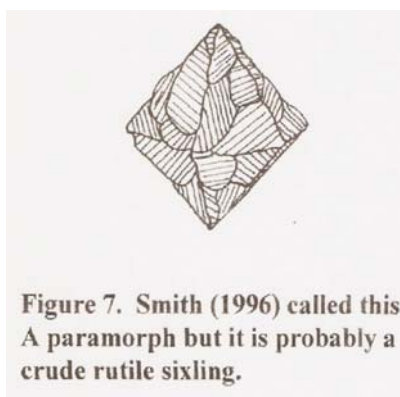 Figure 7. Smith (1996) called this
A paramorph but it is probably a
crude rutile sixling.